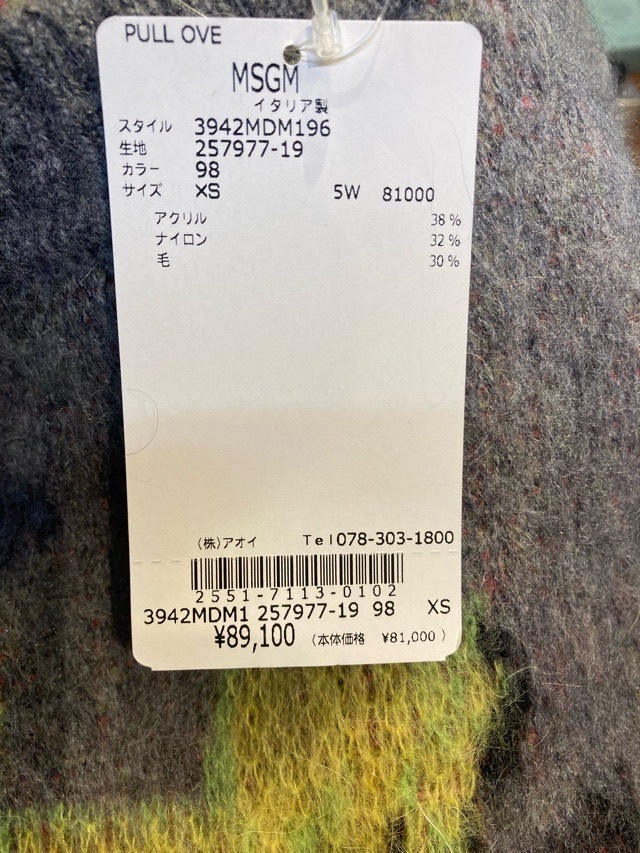 PULL OVE
MSGM
イタリア製
スタイル 3942MDM196
生地 257977-19
カラー 98
サイズ XS 5W 81000
アクリル 38%
ナイロン 32%
毛 30%
(株)アオイ Tel078-303-1800
2551-7113-0102
3942MDM1 257977-19 98 XS
¥89,100 (本体価格 ¥81,000)